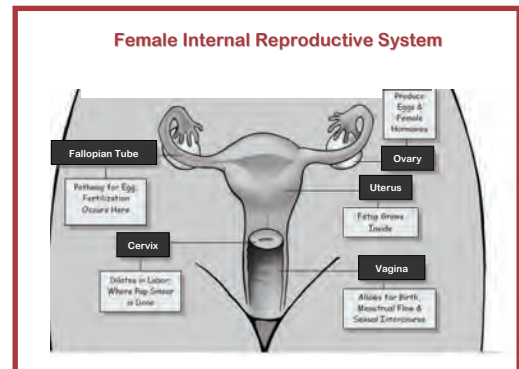 Female Internal Reproductive System
Produce
Eggs &
Female
Hormones
Fallopian Tube
Ovary
Pathway for Egg;
Fertilization
Occurs Here
Uterus
Fetus Grows
Inside
Cervix
Dilates in Labor;
Where Pap-Smear
is Done
Vagina
Allows for Birth,
Menstrual Flow &
Sexual Intercourse